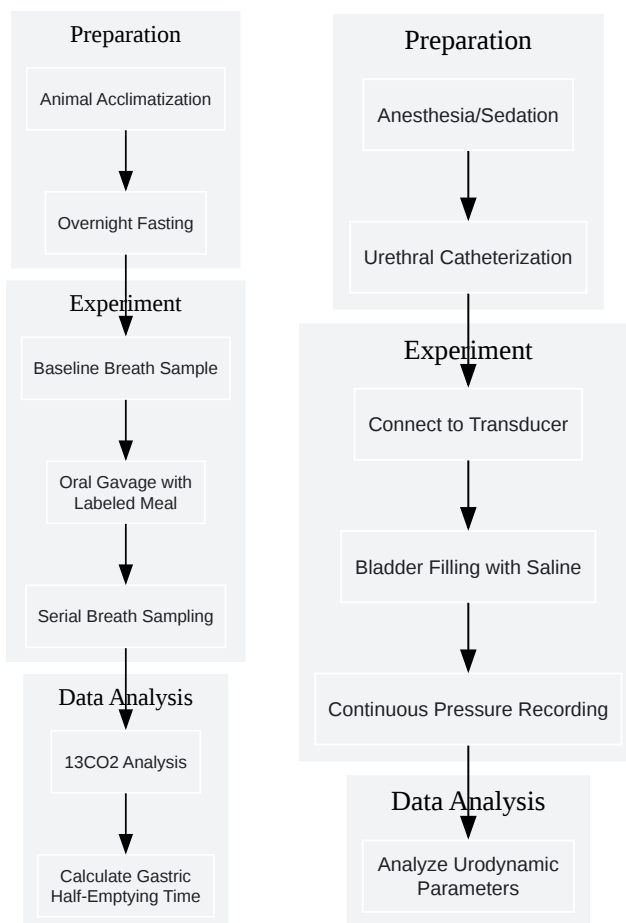 Preparation
Animal Acclimatization
Overnight Fasting
Experiment
Baseline Breath Sample
Oral Gavage with
Labeled Meal
Serial Breath Sampling
Data Analysis
13CO2 Analysis
Calculate Gastric
Half-Emptying Time
Preparation
Anesthesia/Sedation
Urethral Catheterization
Experiment
Connect to Transducer
Bladder Filling with Saline
Continuous Pressure Recording
Data Analysis
Analyze Urodynamic
Parameters